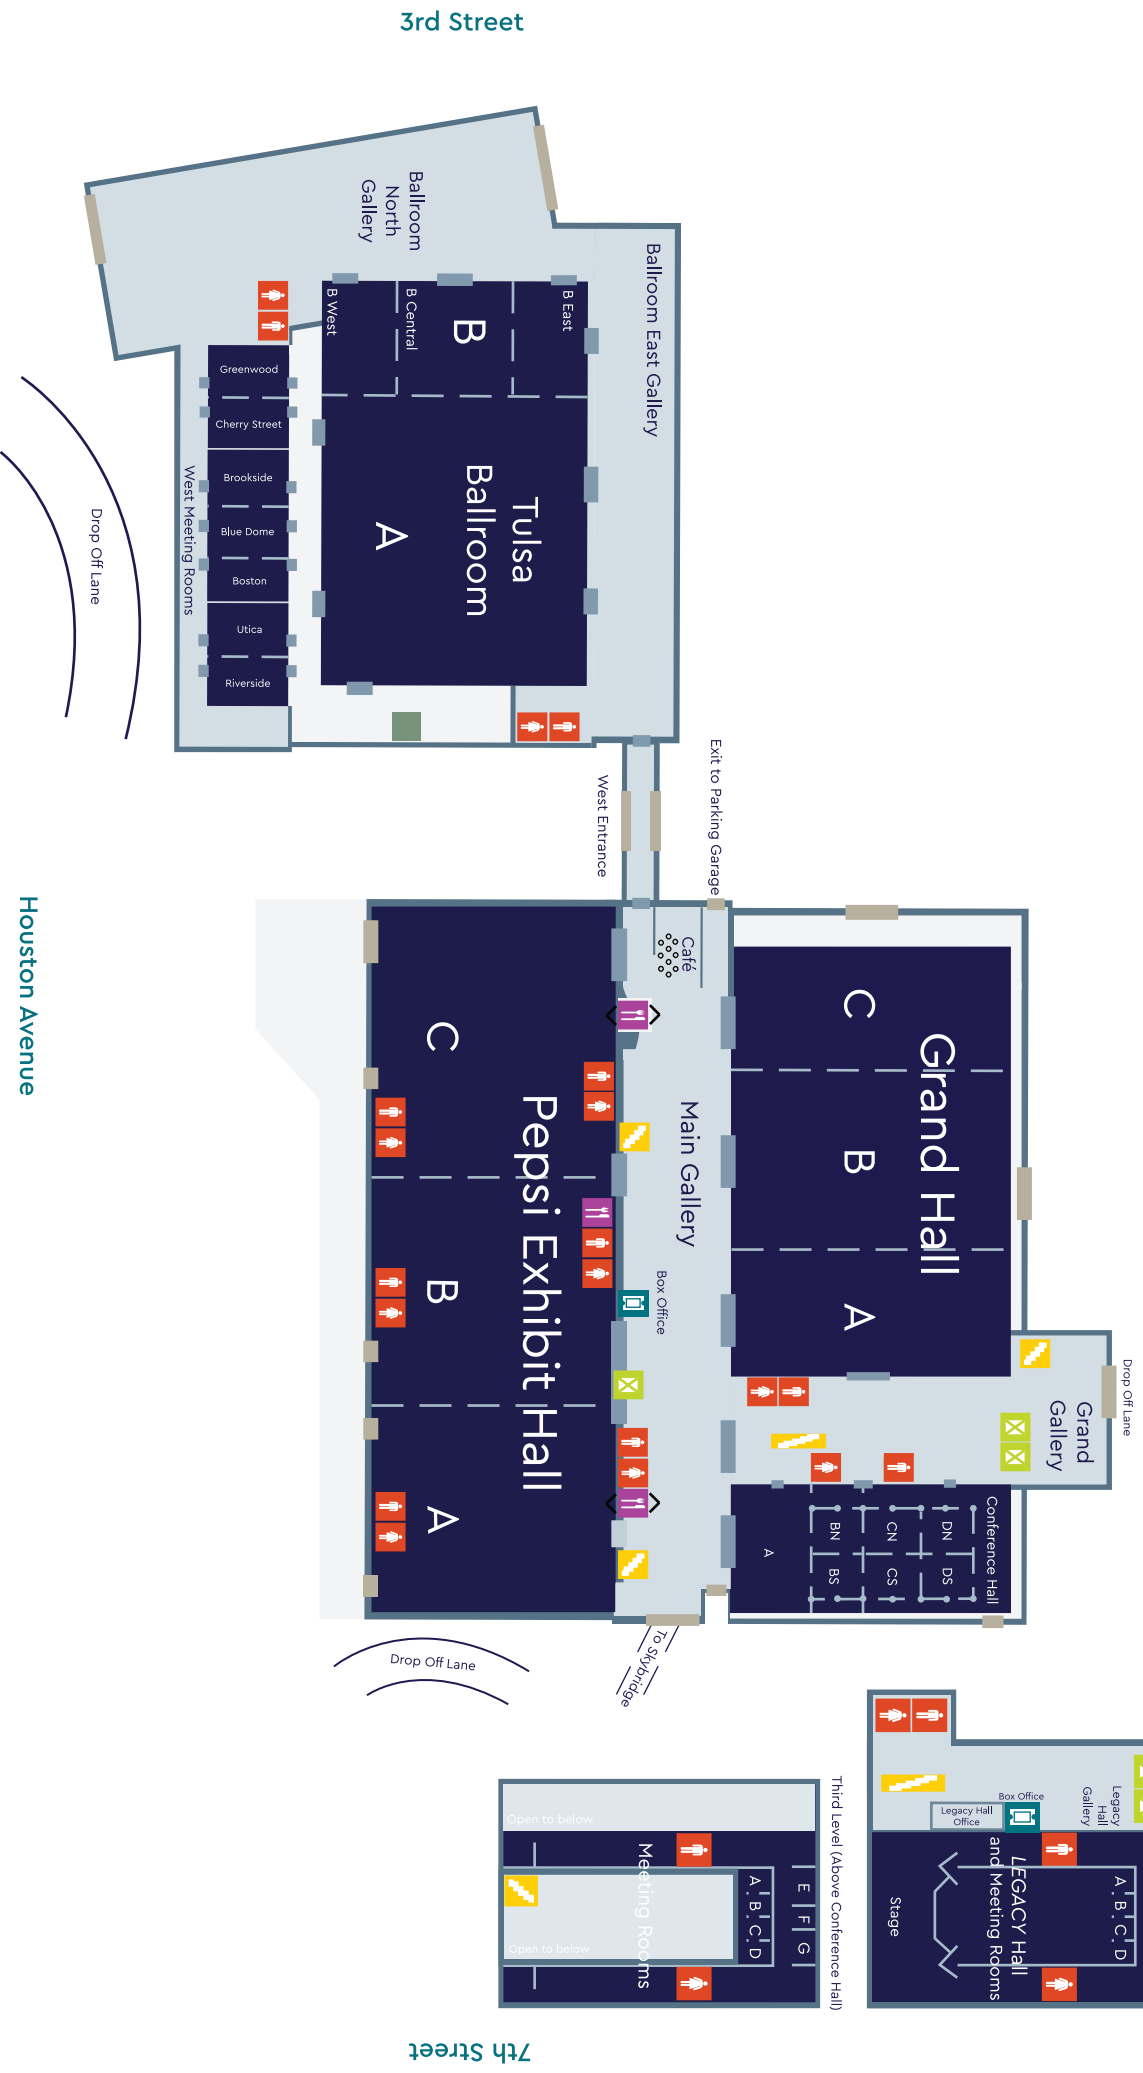 3rd Street
Ballroom
North
Gallery
Ballroom East Gallery
B West
B Central
B East
B
Tulsa
Ballroom
A
Greenwood
Cherry Street
Brookside
Blue Dome
Boston
Utica
Riverside
West Meeting Rooms
Drop Off Lane
West Entrance
Exit to Parking Garage
Houston Avenue
Café
Main Gallery
Box Office
Pepsi Exhibit Hall
C
B
A
Grand Hall
C
B
A
Drop Off Lane
Grand
Gallery
Conference Hall
A
BN
BS
CN
CS
DN
DS
To Skybridge
Drop Off Lane
Third Level (Above Conference Hall)
Open to below
Open to below
Meeting Rooms
A
B
C
D
E
F
G
Legacy
Hall
Gallery
Box Office
Legacy Hall
Office
LEGACY Hall
and Meeting Rooms
Stage
A
B
C
D
7th Street